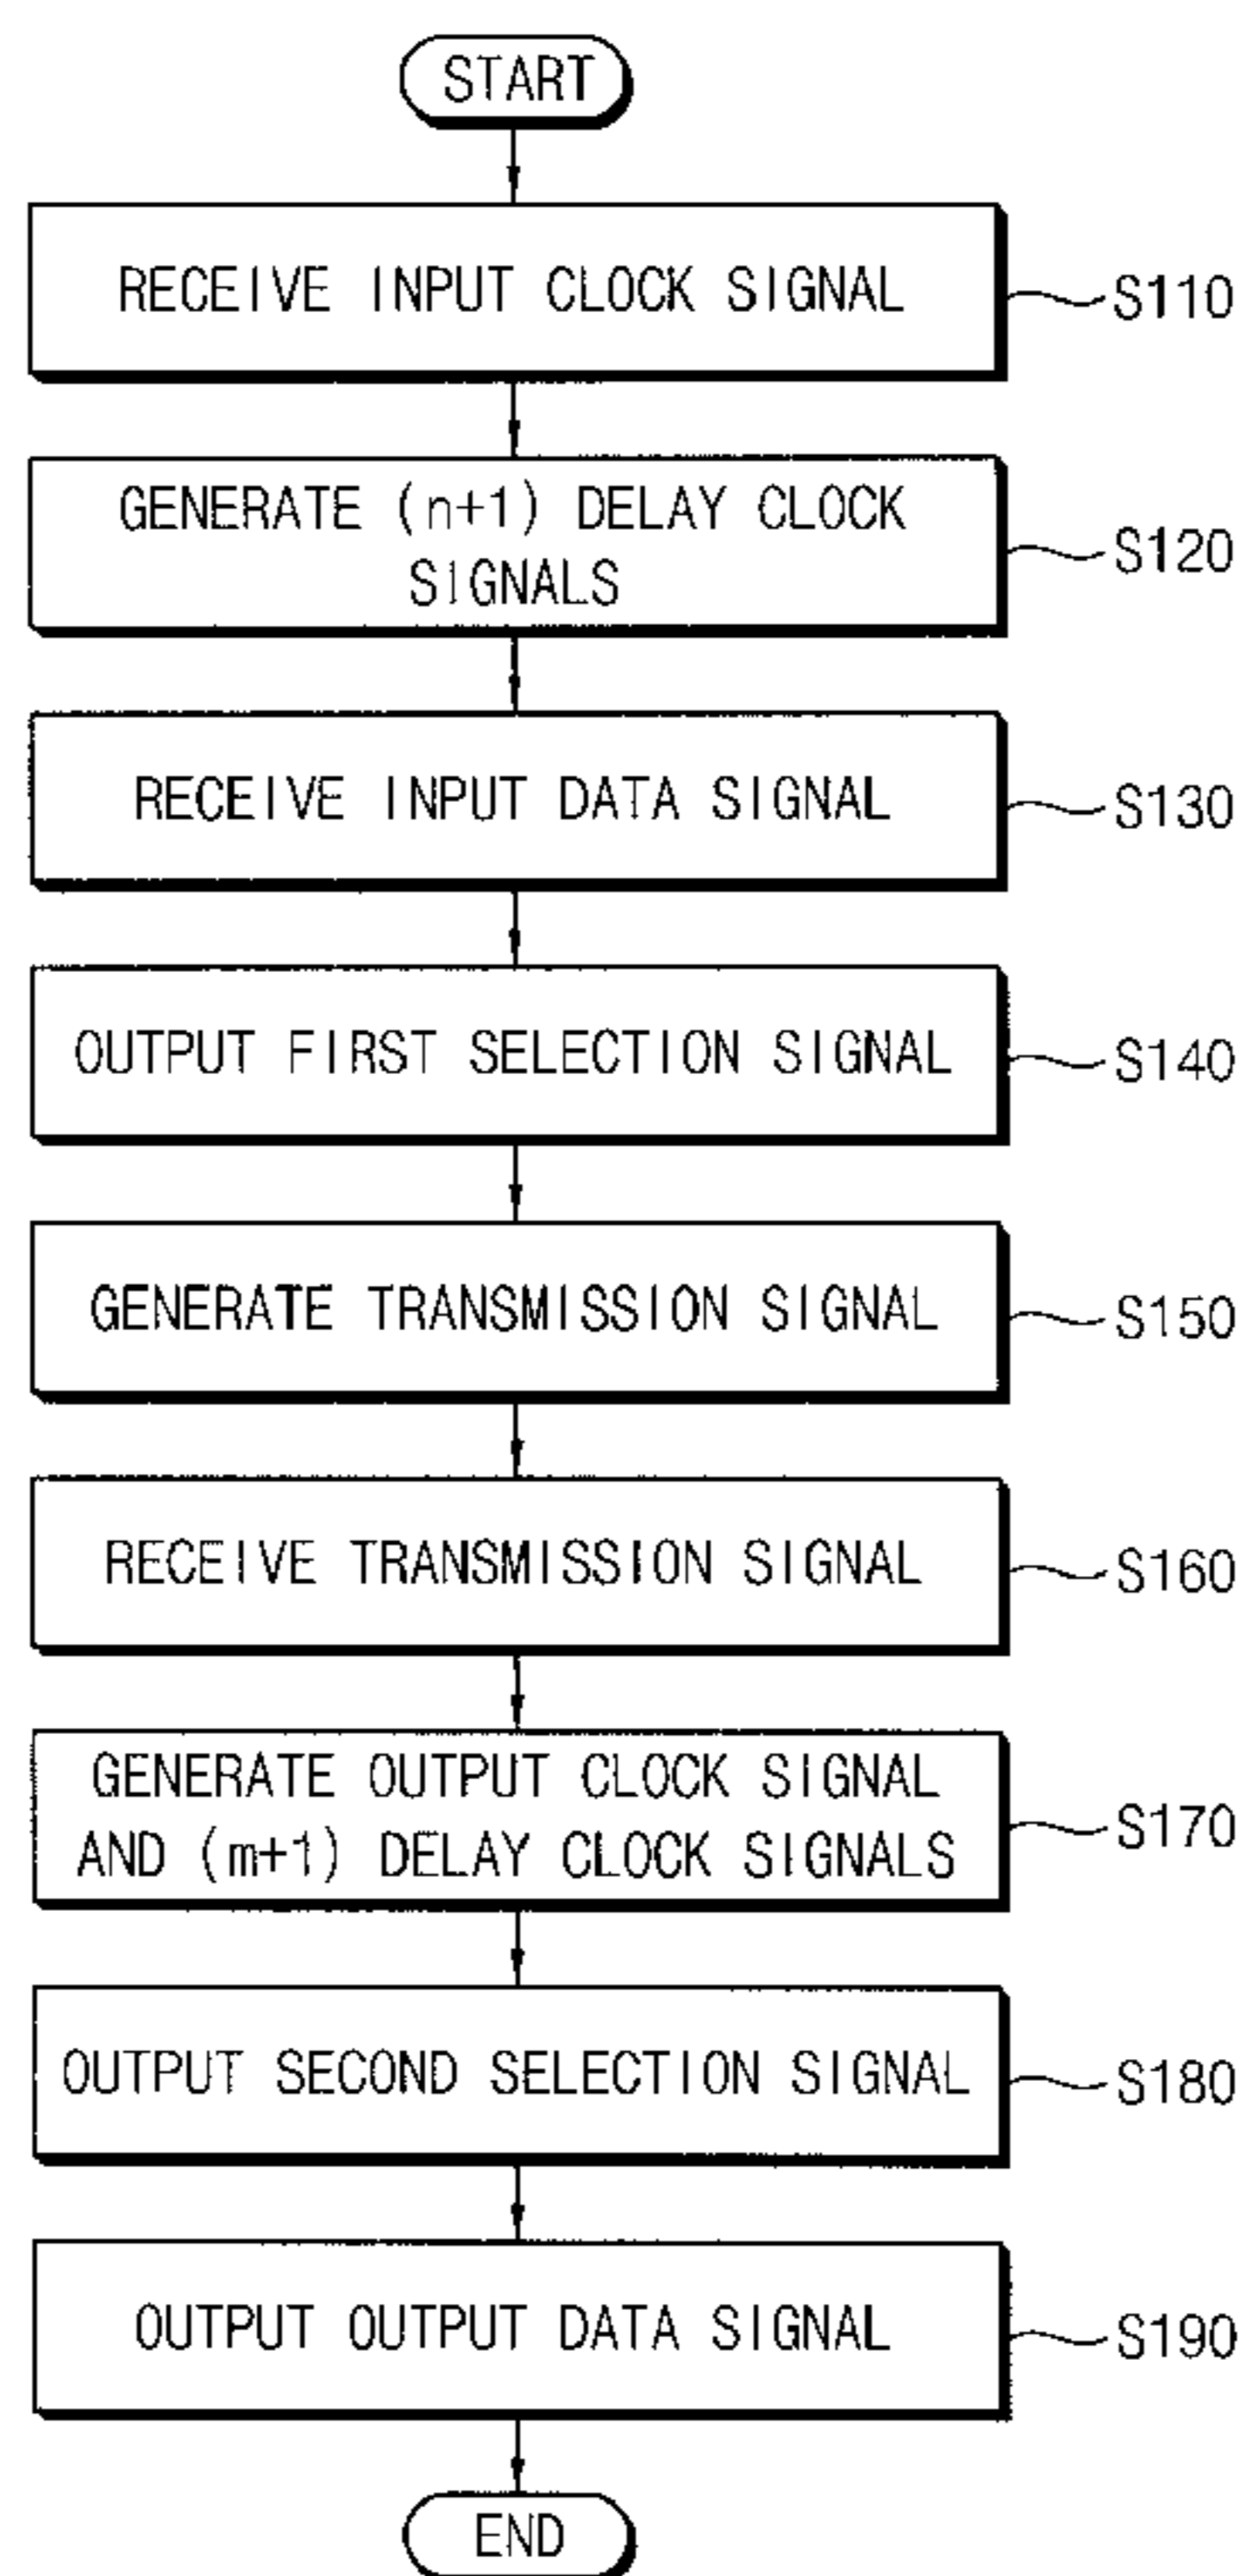 START
RECEIVE INPUT CLOCK SIGNAL
S110
GENERATE (n+1) DELAY CLOCK
SIGNALS
S120
RECEIVE INPUT DATA SIGNAL
S130
OUTPUT FIRST SELECTION SIGNAL
S140
GENERATE TRANSMISSION SIGNAL
S150
RECEIVE TRANSMISSION SIGNAL
S160
GENERATE OUTPUT CLOCK SIGNAL
AND (m+1) DELAY CLOCK SIGNALS
S170
OUTPUT SECOND SELECTION SIGNAL
S180
OUTPUT OUTPUT DATA SIGNAL
S190
END